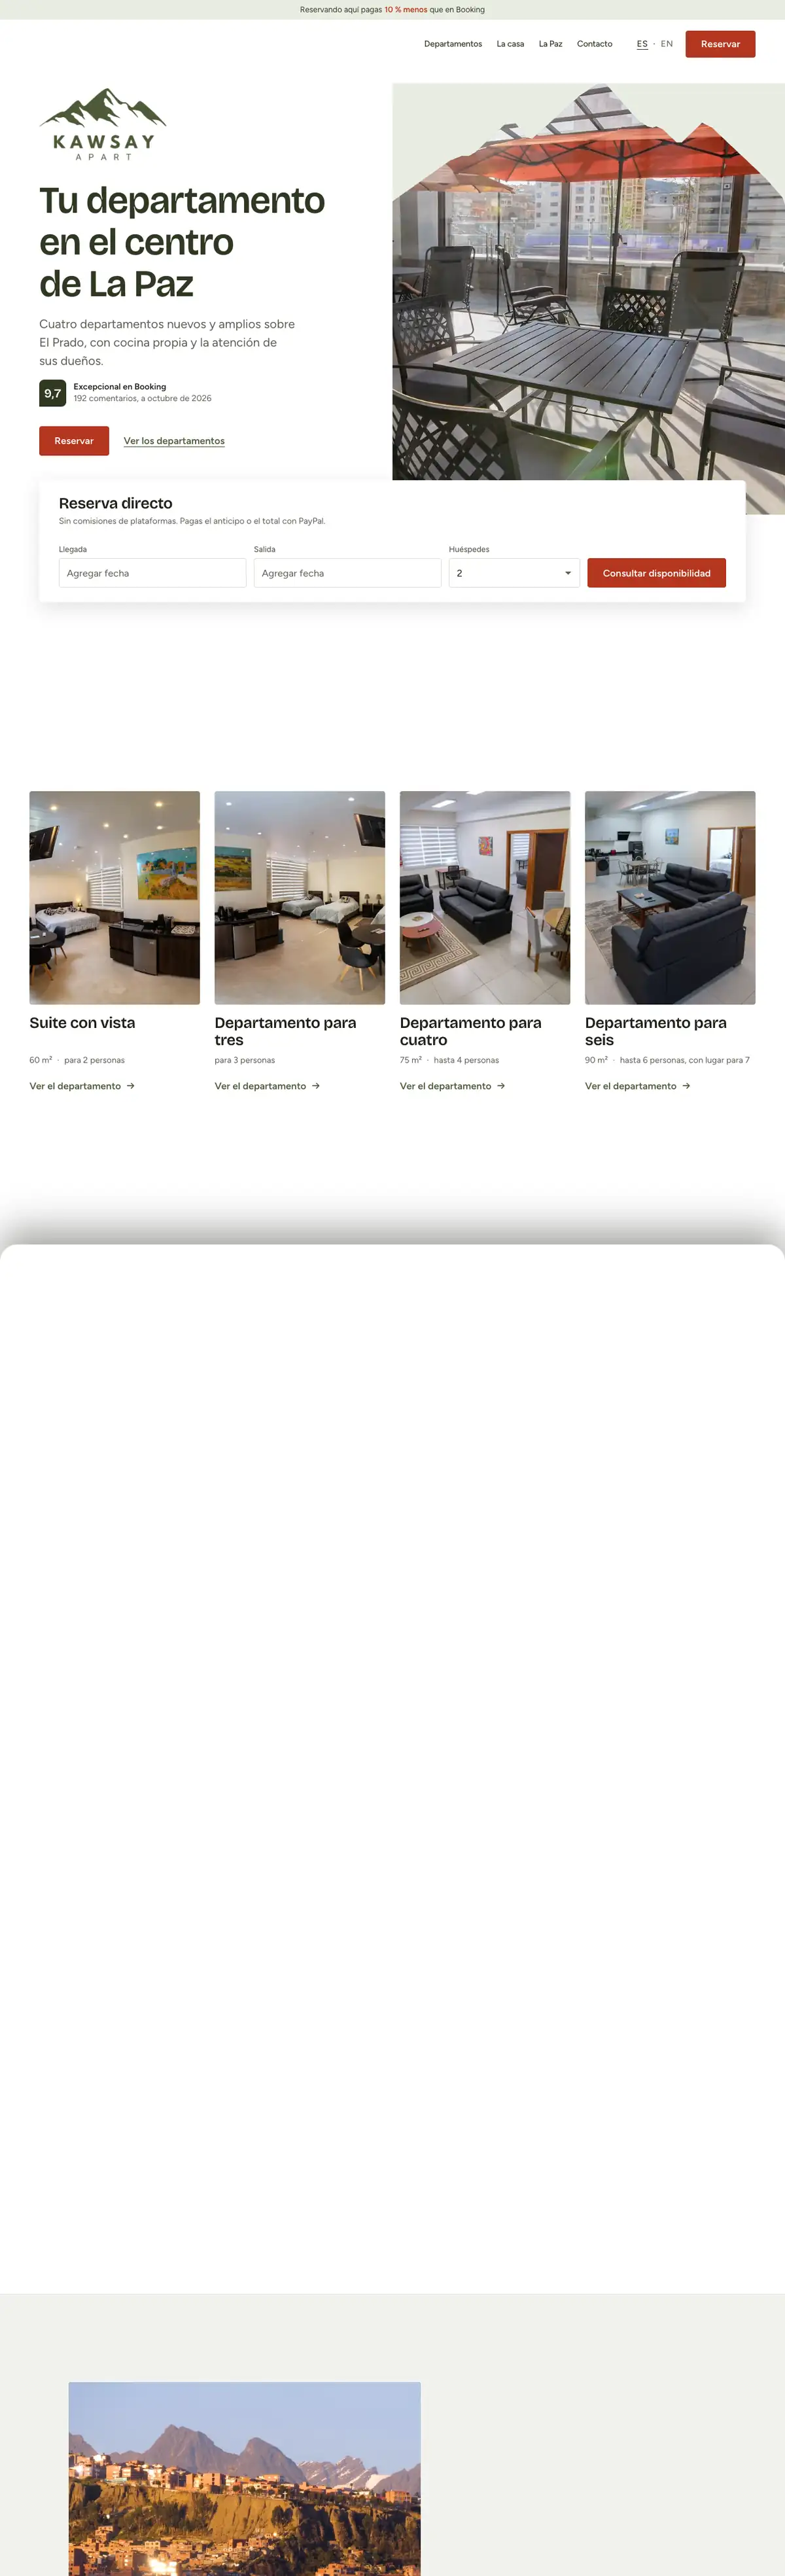 Reservando aquí pagas 10 % menos que en Booking
Departamentos La casa La Paz Contacto ES · EN Reservar
KAWSAY
APART
Tu departamento
en el centro
de La Paz
Cuatro departamentos nuevos y amplios sobre
El Prado, con cocina propia y la atención de
sus dueños.
9,7
Excepcional en Booking
192 comentarios, a octubre de 2026
Reservar Ver los departamentos
Reserva directo
Sin comisiones de plataformas. Pagas el anticipo o el total con PayPal.
Llegada Salida Huéspedes
Agregar fecha Agregar fecha 2 Consultar disponibilidad
Suite con vista
60 m² · para 2 personas
Ver el departamento →
Departamento para
tres
para 3 personas
Ver el departamento →
Departamento para
cuatro
75 m² · hasta 4 personas
Ver el departamento →
Departamento para
seis
90 m² · hasta 6 personas, con lugar para 7
Ver el departamento →